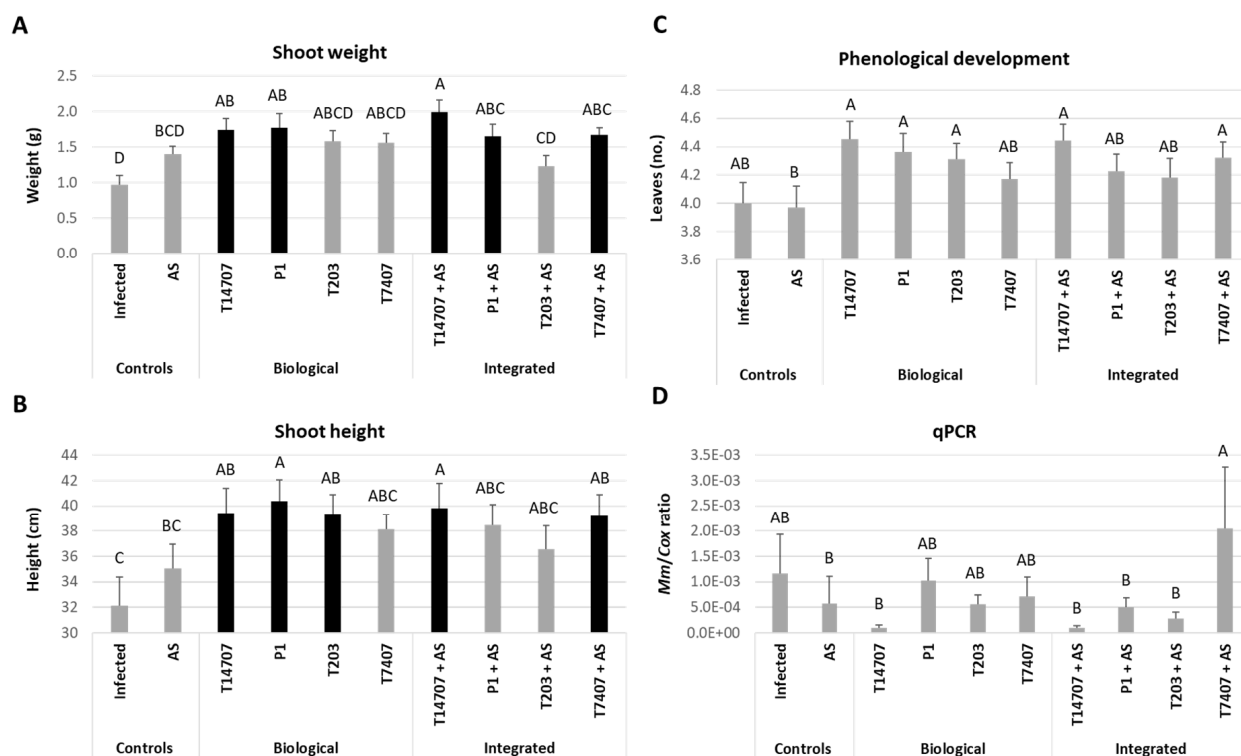 A
Shoot weight
Weight (g)
2.5
2.0
1.5
1.0
0.5
0.0
D
BCD
AB
AB
ABCD
ABCD
A
ABC
CD
ABC
Infected
AS
T14707
P1
T203
T7407
T14707 + AS
P1 + AS
T203 + AS
T7407 + AS
Controls
Biological
Integrated
B
Shoot height
Height (cm)
44
42
40
38
36
34
32
30
C
BC
AB
A
AB
ABC
A
ABC
ABC
AB
Infected
AS
T14707
P1
T203
T7407
T14707 + AS
P1 + AS
T203 + AS
T7407 + AS
Controls
Biological
Integrated
C
Phenological development
Leaves (no.)
4.8
4.6
4.4
4.2
4.0
3.8
3.6
AB
B
A
A
A
AB
A
AB
AB
A
Infected
AS
T14707
P1
T203
T7407
T14707 + AS
P1 + AS
T203 + AS
T7407 + AS
Controls
Biological
Integrated
D
qPCR
Mm/Cox ratio
3.5E-03
3.0E-03
2.5E-03
2.0E-03
1.5E-03
1.0E-03
5.0E-04
0.0E+00
AB
B
B
AB
AB
AB
B
B
B
A
Infected
AS
T14707
P1
T203
T7407
T14707 + AS
P1 + AS
T203 + AS
T7407 + AS
Controls
Biological
Integrated